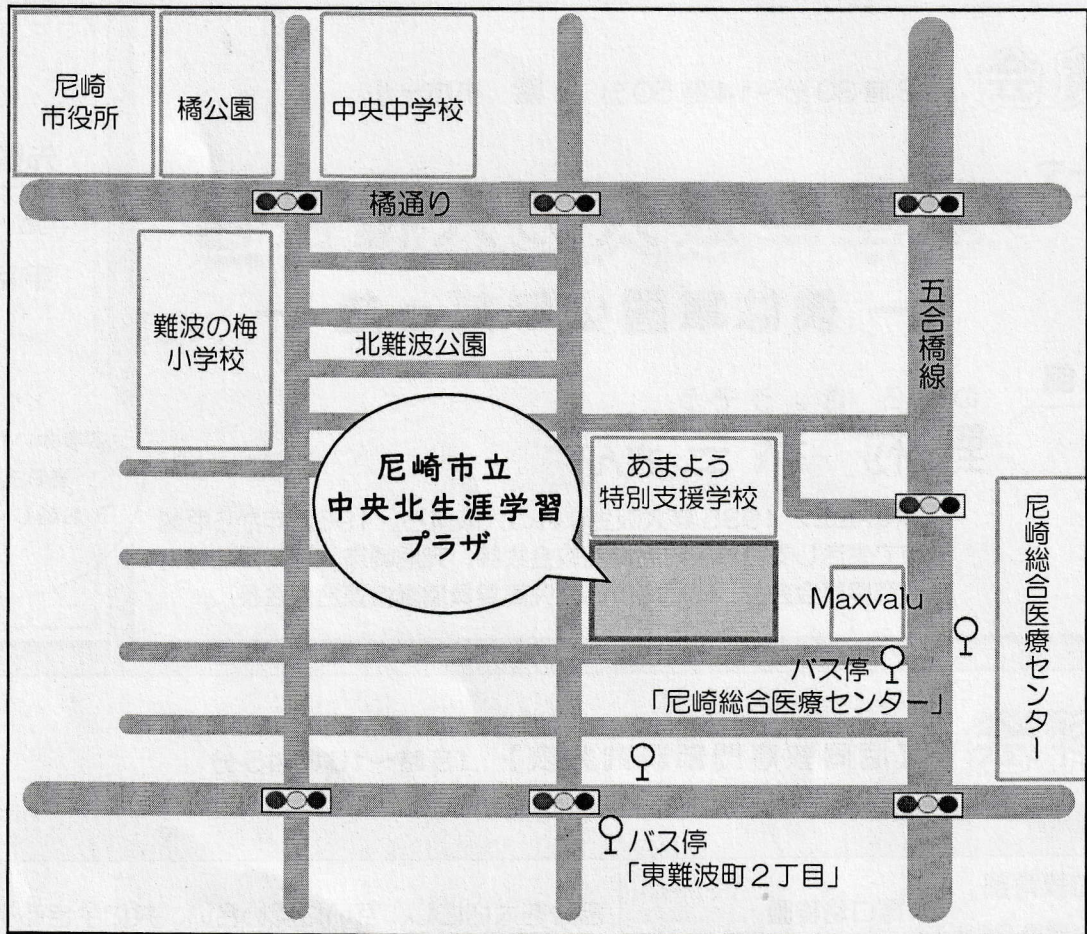 尼崎
市役所
橘公園
中央中学校
橘通り
五合橋線
難波の梅
小学校
北難波公園
尼崎市立
中央北生涯学習
プラザ
あまよう
特別支援学校
Maxvalu
尼崎総合医療センター
バス停
「尼崎総合医療センター」
バス停
「東難波町2丁目」